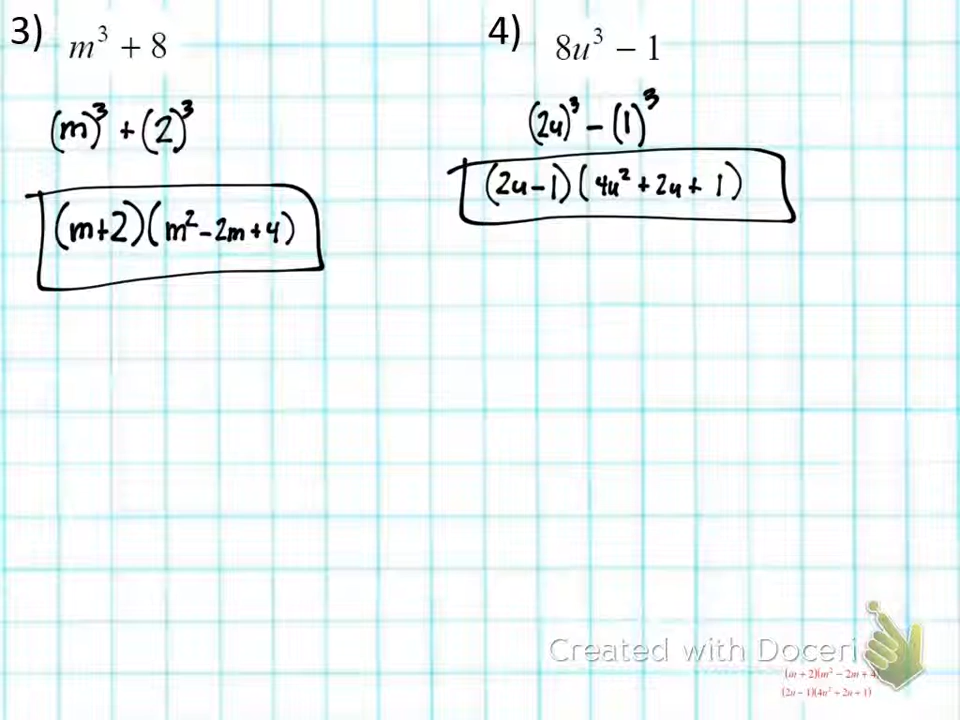 3) m³ + 8
(m)³ + (2)³
(m+2)(m²-2m+4)
4) 8u³ − 1
(2u)³ − (1)³
(2u-1)(4u²+2u+1)
Created with Doceri
(m + 2)(m² − 2m + 4)
(2u − 1)(4u² + 2u + 1)